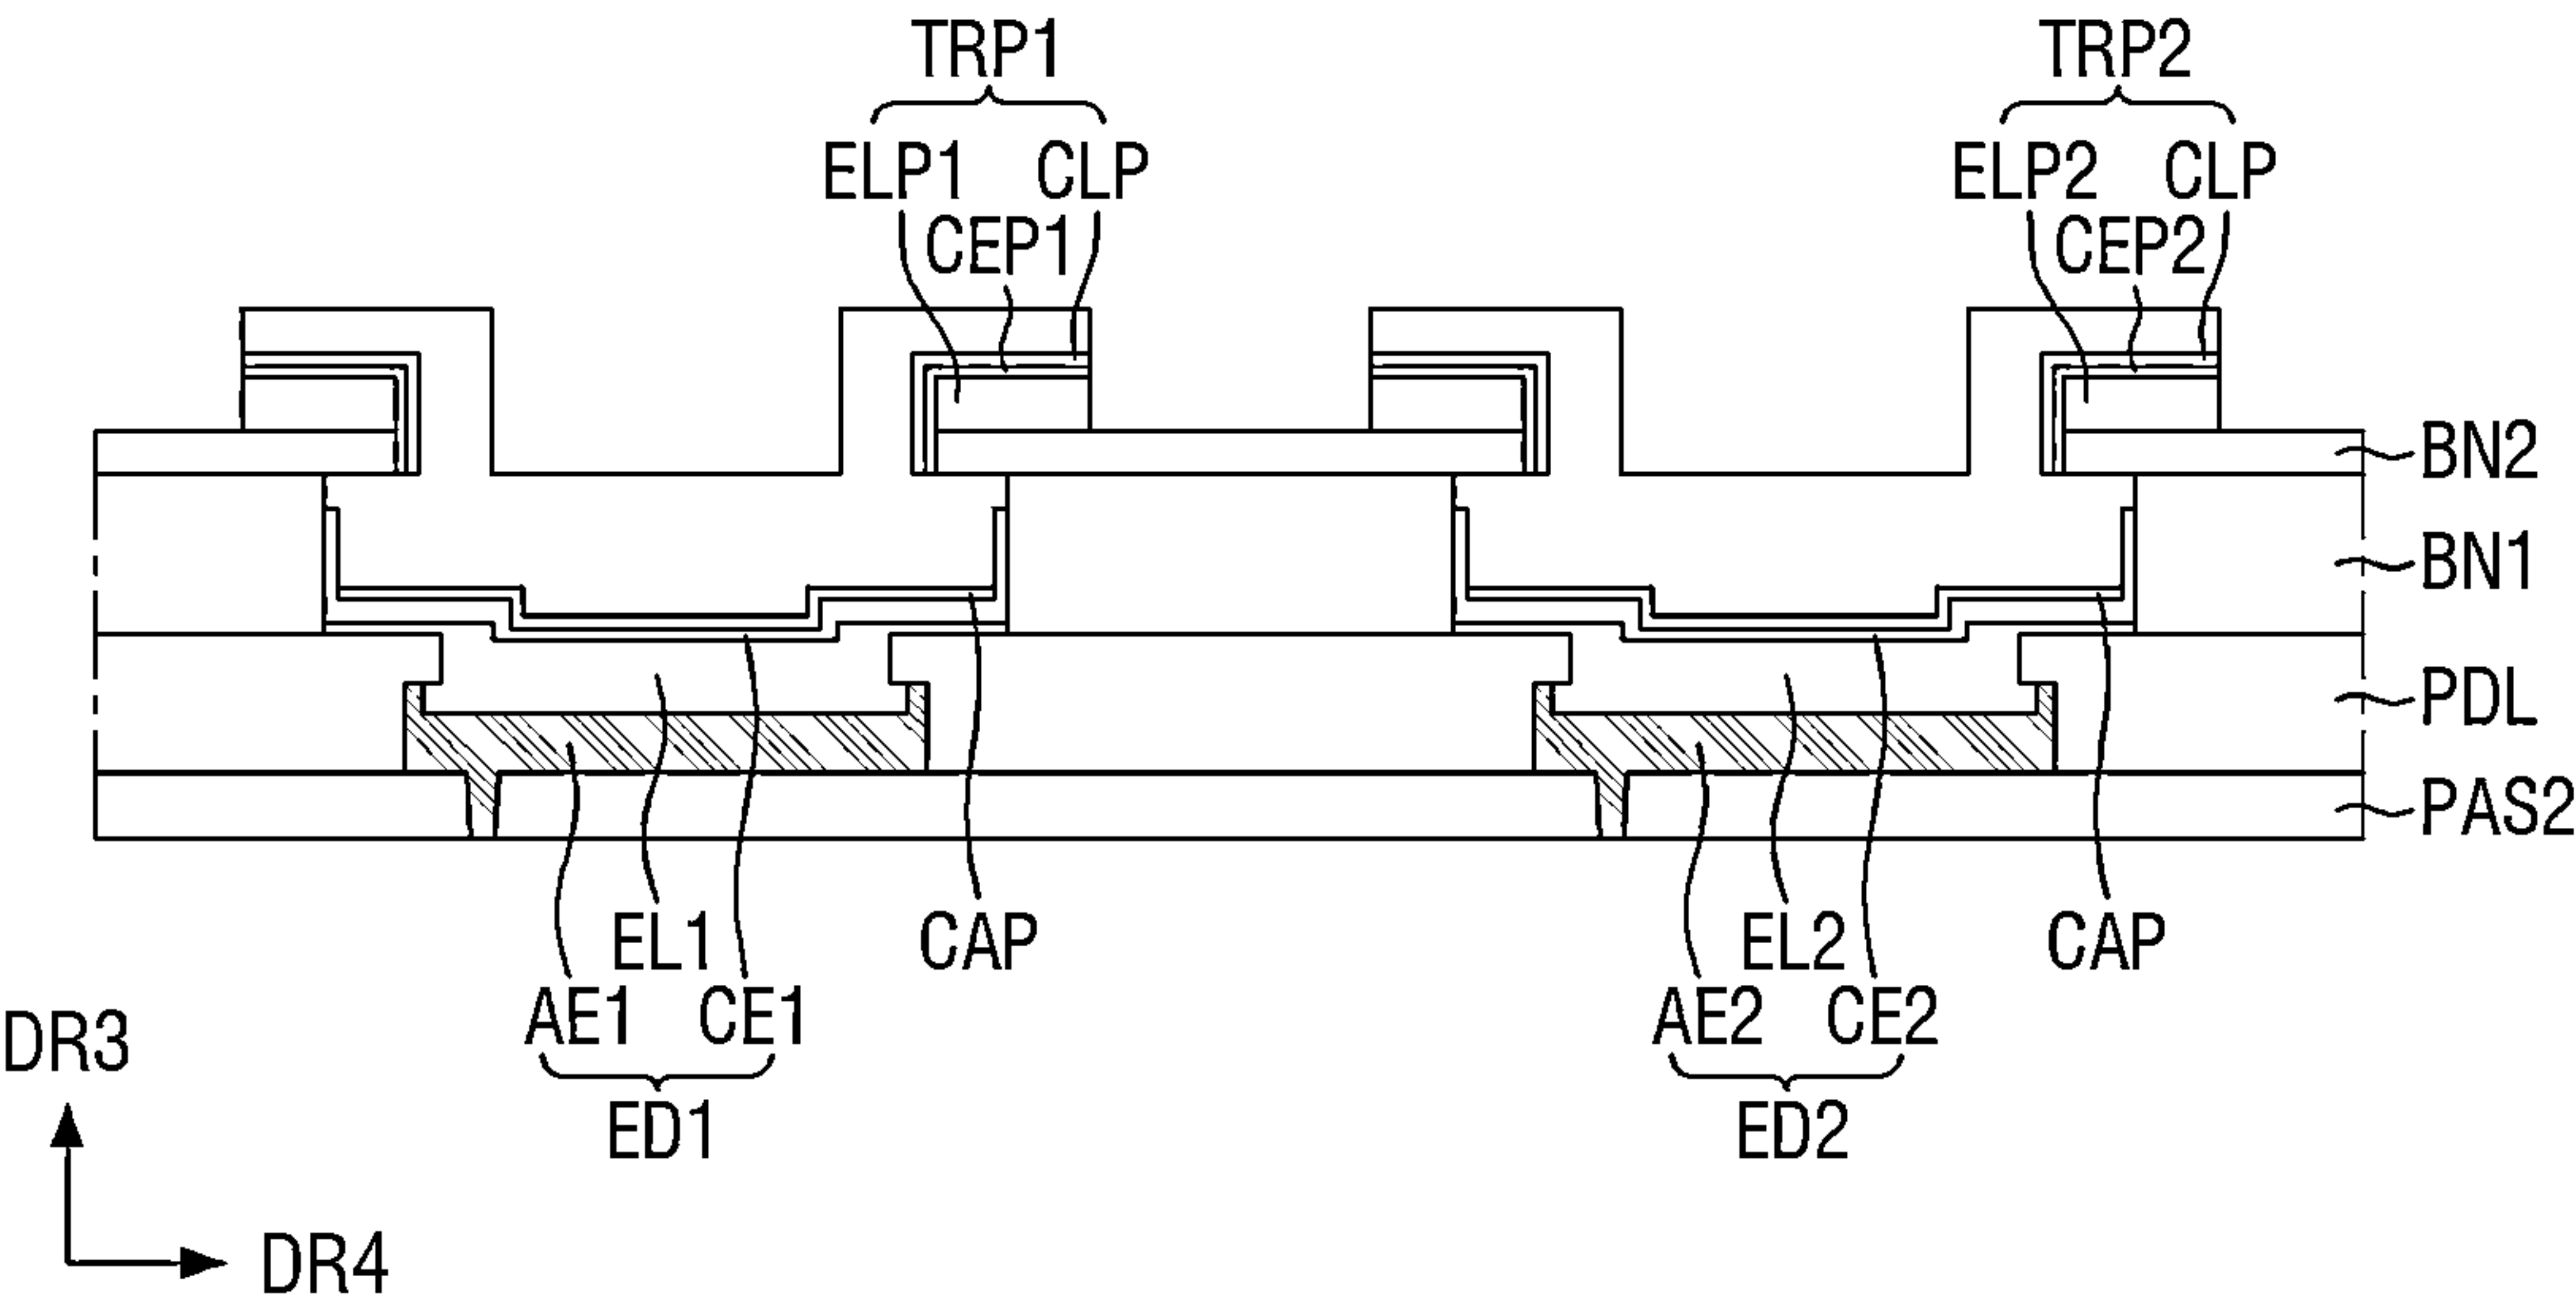 TRP1 TRP2
ELP1 CLP ELP2 CLP
CEP1 CEP2
BN2
BN1
PDL
PAS2
EL1 CAP EL2 CAP
AE1 CE1 AE2 CE2
DR3
ED1 ED2
DR4